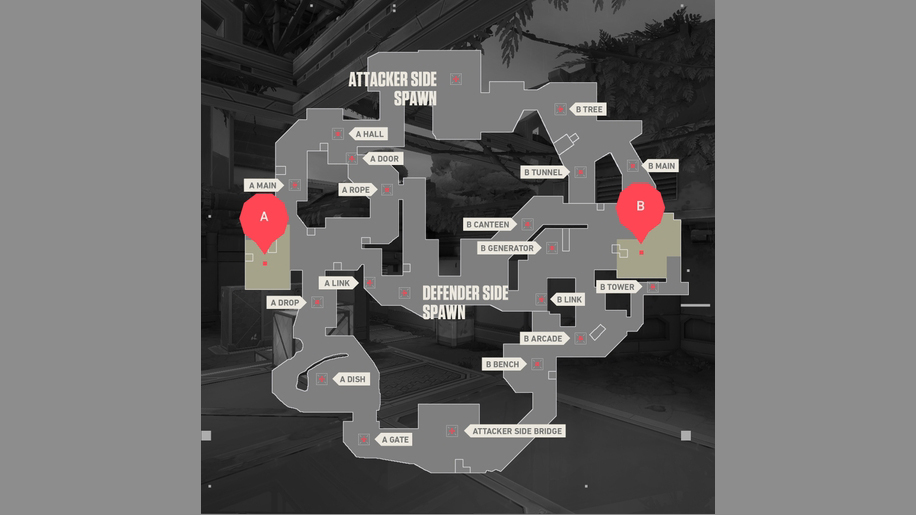 ATTACKER SIDE
SPAWN
B TREE
A HALL
A DOOR
B MAIN
B TUNNEL
A MAIN
A ROPE
A
B
B CANTEEN
B GENERATOR
A LINK
B TOWER
DEFENDER SIDE
SPAWN
B LINK
A DROP
B ARCADE
B BENCH
A DISH
ATTACKER SIDE BRIDGE
A GATE